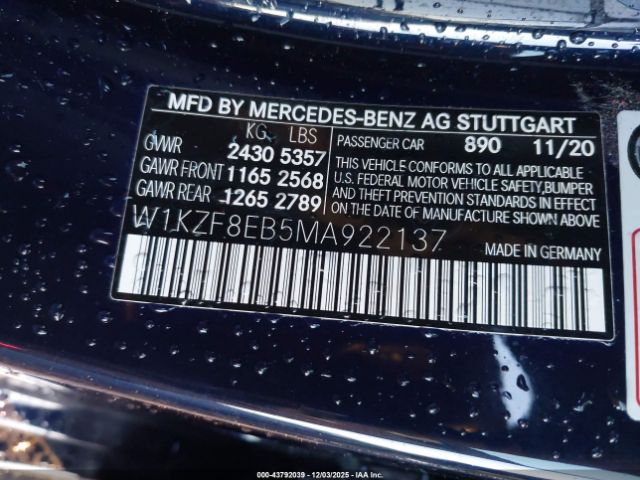 MFD BY MERCEDES-BENZ AG STUTTGART
KG LBS
GVWR 2430 5357
GAWR FRONT 1165 2568
GAWR REAR 1265 2789
PASSENGER CAR 890 11/20
THIS VEHICLE CONFORMS TO ALL APPLICABLE
U.S. FEDERAL MOTOR VEHICLE SAFETY, BUMPER
AND THEFT PREVENTION STANDARDS IN EFFECT
ON THE DATE OF MANUFACTURE SHOWN ABOVE.
W1KZF8EB5MA922137
MADE IN GERMANY
000-43792039 - 12/03/2025 - IAAI.COM